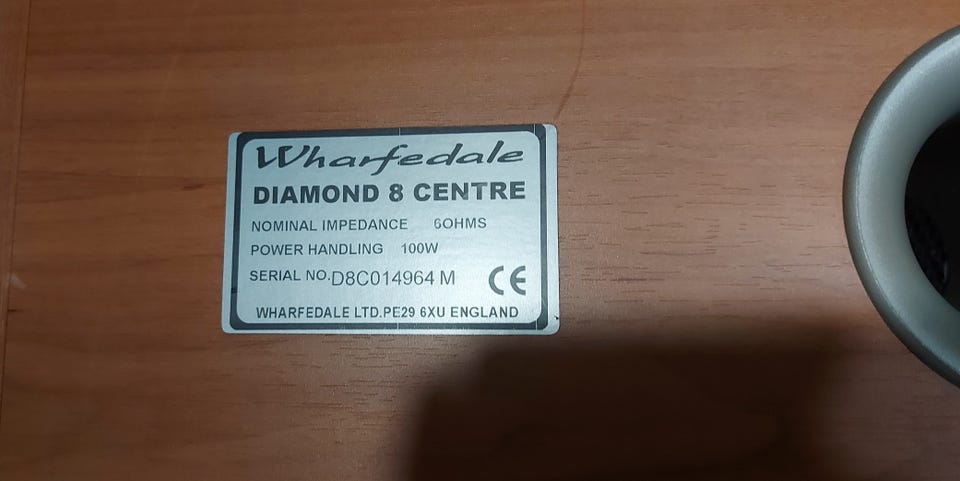 Wharfedale
DIAMOND 8 CENTRE
NOMINAL IMPEDANCE 6OHMS
POWER HANDLING 100W
SERIAL NO. D8C014964 M CE
WHARFEDALE LTD.PE29 6XU ENGLAND